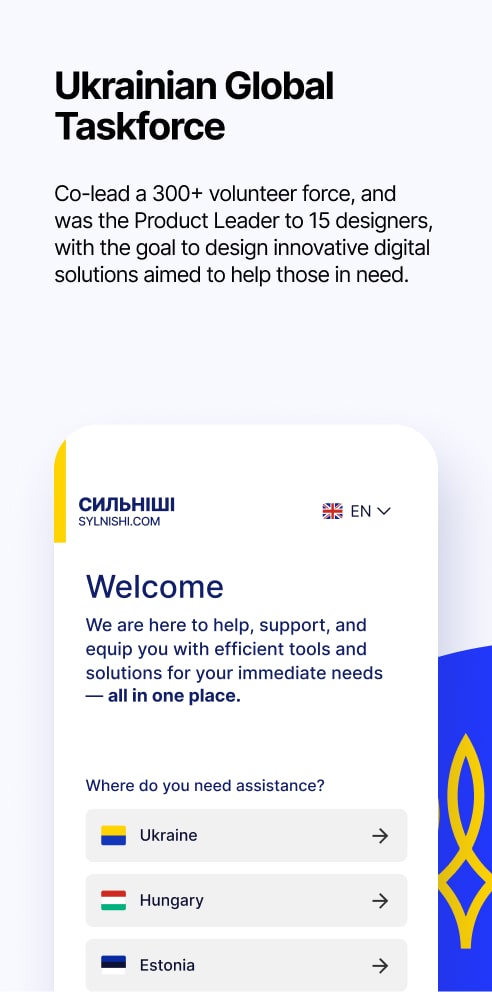 Ukrainian Global
Taskforce
Co-lead a 300+ volunteer force, and
was the Product Leader to 15 designers,
with the goal to design innovative digital
solutions aimed to help those in need.
СИЛЬНІШІ
SYLNISHI.COM
EN
Welcome
We are here to help, support, and
equip you with efficient tools and
solutions for your immediate needs
— all in one place.
Where do you need assistance?
Ukraine
Hungary
Estonia